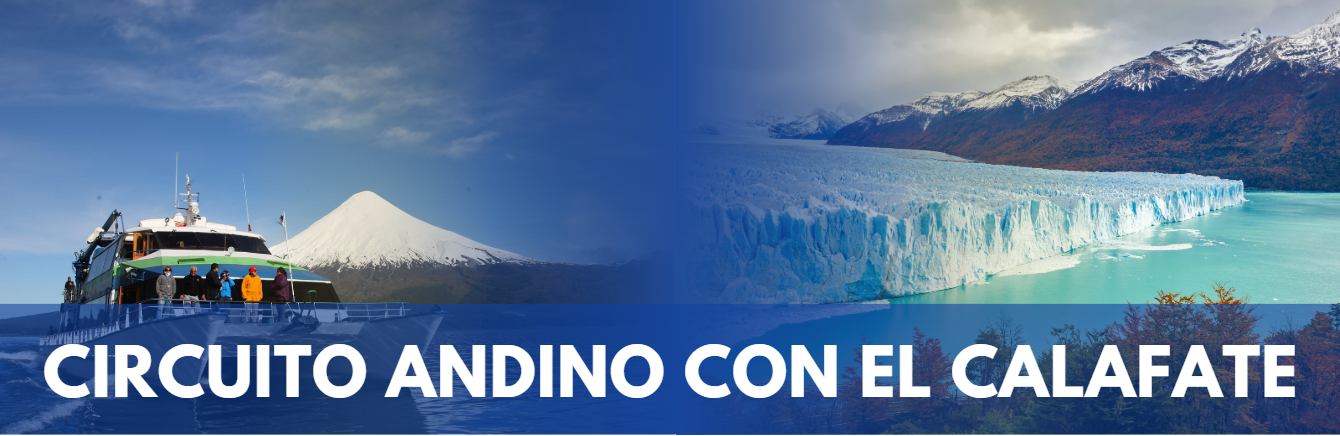 CIRCUITO ANDINO CON EL CALAFATE